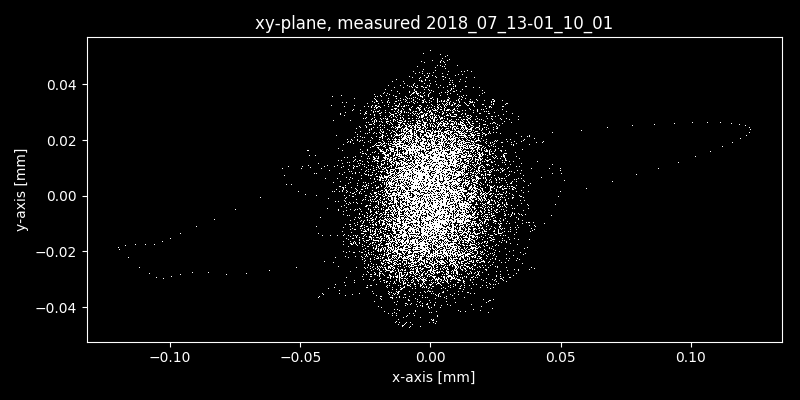 xy-plane, measured 2018_07_13-01_10_01
0.04
0.02
0.00
−0.02
−0.04
y-axis [mm]
−0.10 −0.05 0.00 0.05 0.10
x-axis [mm]